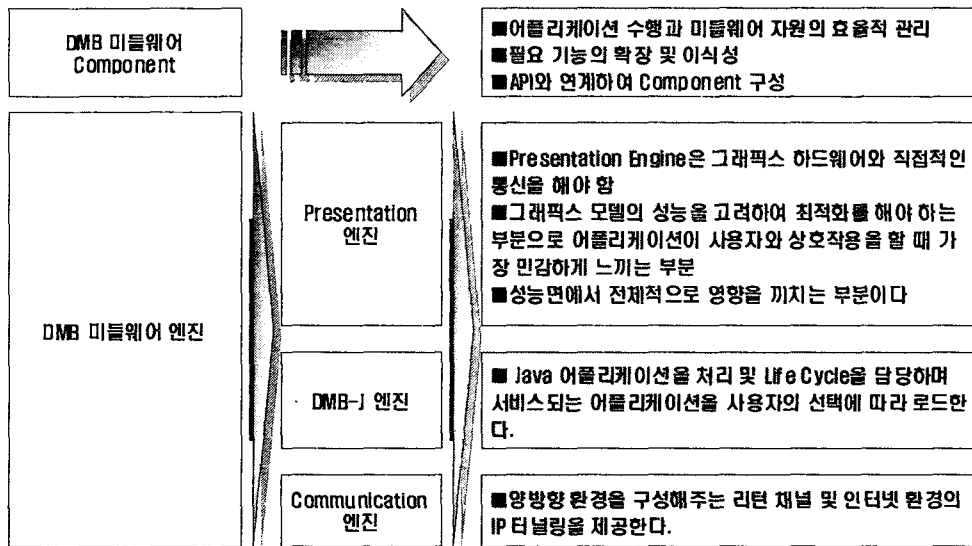 DMB 미들웨어
Component
■어플리케이션 수행과 미들웨어 자원의 효율적 관리
■필요 기능의 확장 및 이식성
■API와 연계하여 Component 구성
DMB 미들웨어 엔진
Presentation
엔진
■Presentation Engine은 그래픽스 하드웨어와 직접적인
통신을 해야 함
■그래픽스 모델의 성능을 고려하여 최적화를 해야 하는
부분으로 어플리케이션이 사용자와 상호작용을 할 때 가
장 민감하게 느끼는 부분
■성능면에서 전체적으로 영향을 끼치는 부분이다
DMB-J 엔진
■ Java 어플리케이션을 처리 및 Life Cycle을 담당하며
서비스되는 어플리케이션을 사용자의 선택에 따라 로드한
다.
Communication
엔진
■양방향 환경을 구성해주는 리턴 채널 및 인터넷 환경의
IP 터널링을 제공한다.